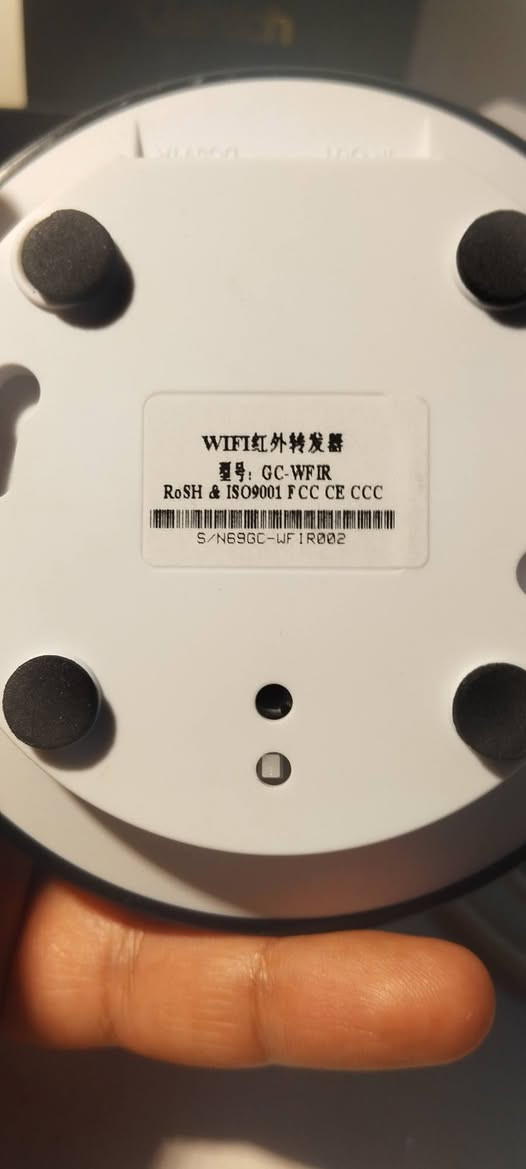 WIFI红外转发器
型号: GC-WFIR
RoSH & ISO9001 FCC CE CCC
S/N69GC-WFIR002